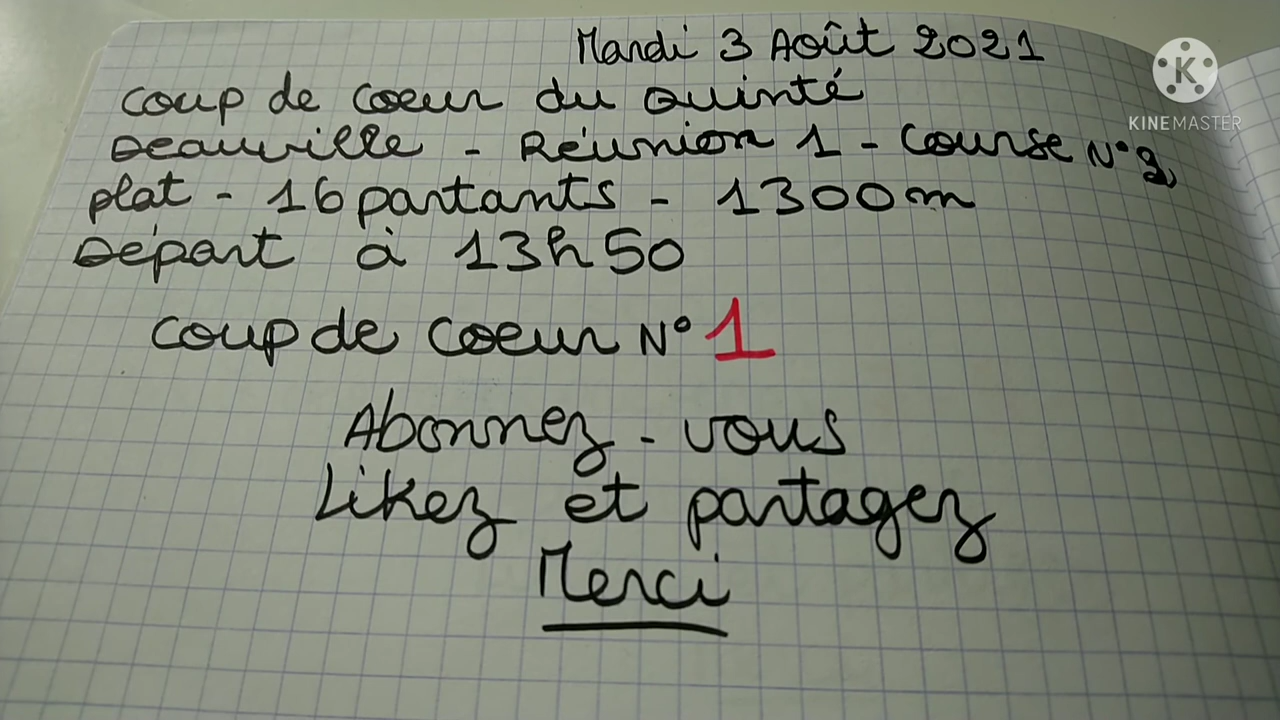 Mardi 3 Août 2021
coup de coeur du Quinté
Deauville - Réunion 1 - Course N° 2
plat - 16 partants - 1300m
Départ à 13h50
coup de coeur N° 1
Abonnez-vous
Likez et partagez
Merci
K
KINEMASTER